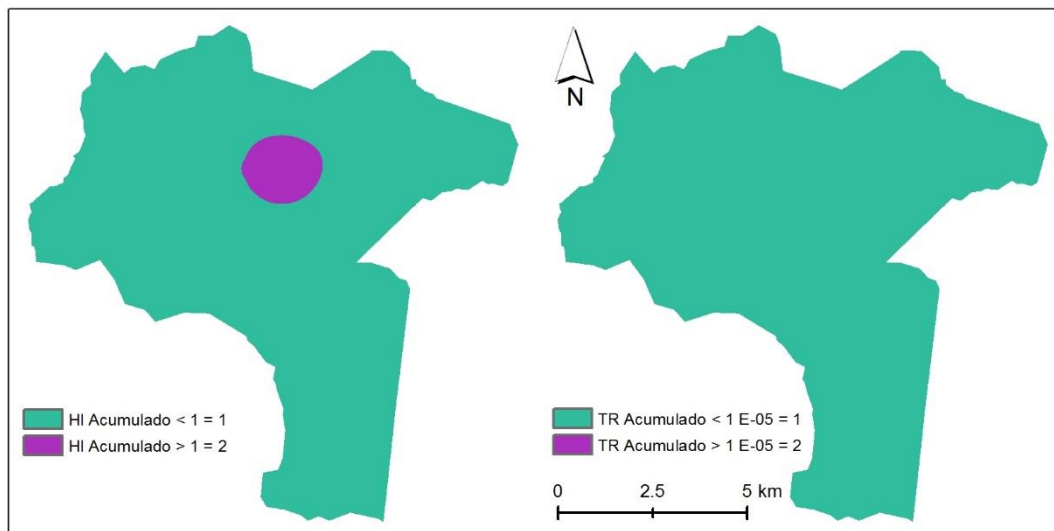 N
HI Acumulado < 1 = 1
HI Acumulado > 1 = 2
TR Acumulado < 1 E-05 = 1
TR Acumulado > 1 E-05 = 2
0 2.5 5 km